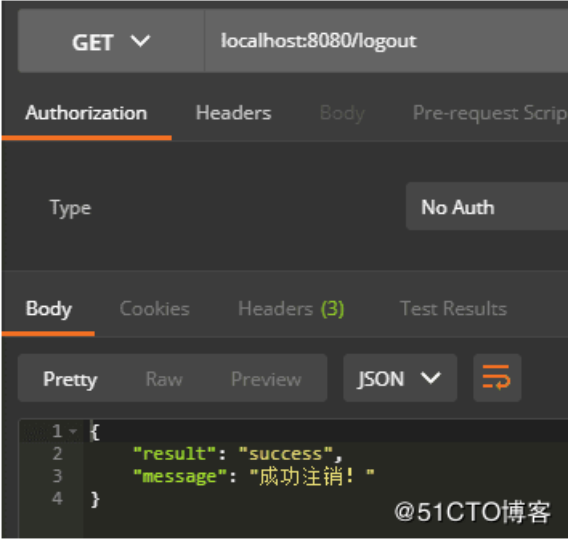 GET localhost:8080/logout
Authorization Headers Body Pre-request Scrip
Type No Auth
Body Cookies Headers (3) Test Results
Pretty Raw Preview JSON
1 {
2 "result": "success",
3 "message": "成功注销！"
4 }
@51CTO博客